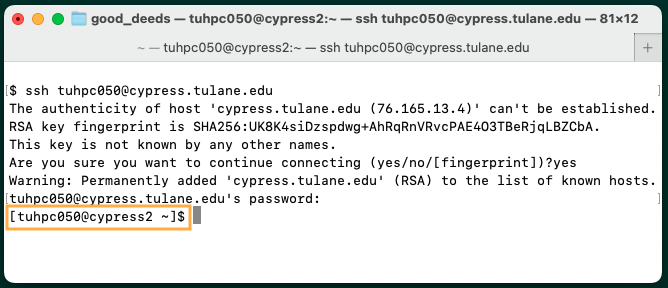 good_deeds — tuhpc050@cypress2:~ — ssh tuhpc050@cypress.tulane.edu — 81×12
~ — tuhpc050@cypress2:~ — ssh tuhpc050@cypress.tulane.edu +
[$ ssh tuhpc050@cypress.tulane.edu ]
The authenticity of host 'cypress.tulane.edu (76.165.13.4)' can't be established.
RSA key fingerprint is SHA256:UK8K4siDzspdwg+AhRqRnVRvcPAE4O3TBeRjqLBZCbA.
This key is not known by any other names.
Are you sure you want to continue connecting (yes/no/[fingerprint])?yes
Warning: Permanently added 'cypress.tulane.edu' (RSA) to the list of known hosts.
[tuhpc050@cypress.tulane.edu's password: ]
[tuhpc050@cypress2 ~]$